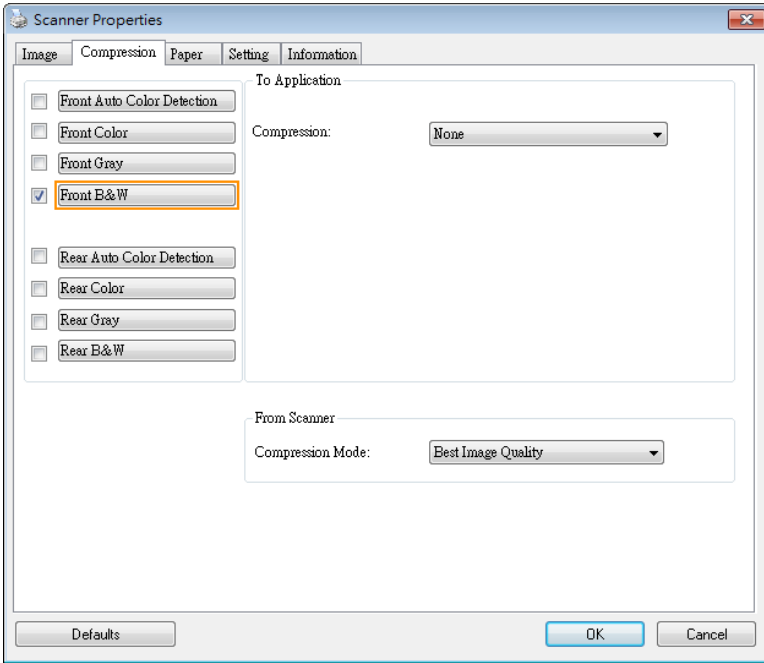 Scanner Properties
Image Compression Paper Setting Information
Front Auto Color Detection
Front Color
Front Gray
Front B&W
Rear Auto Color Detection
Rear Color
Rear Gray
Rear B&W
To Application
Compression: None
From Scanner
Compression Mode: Best Image Quality
Defaults OK Cancel